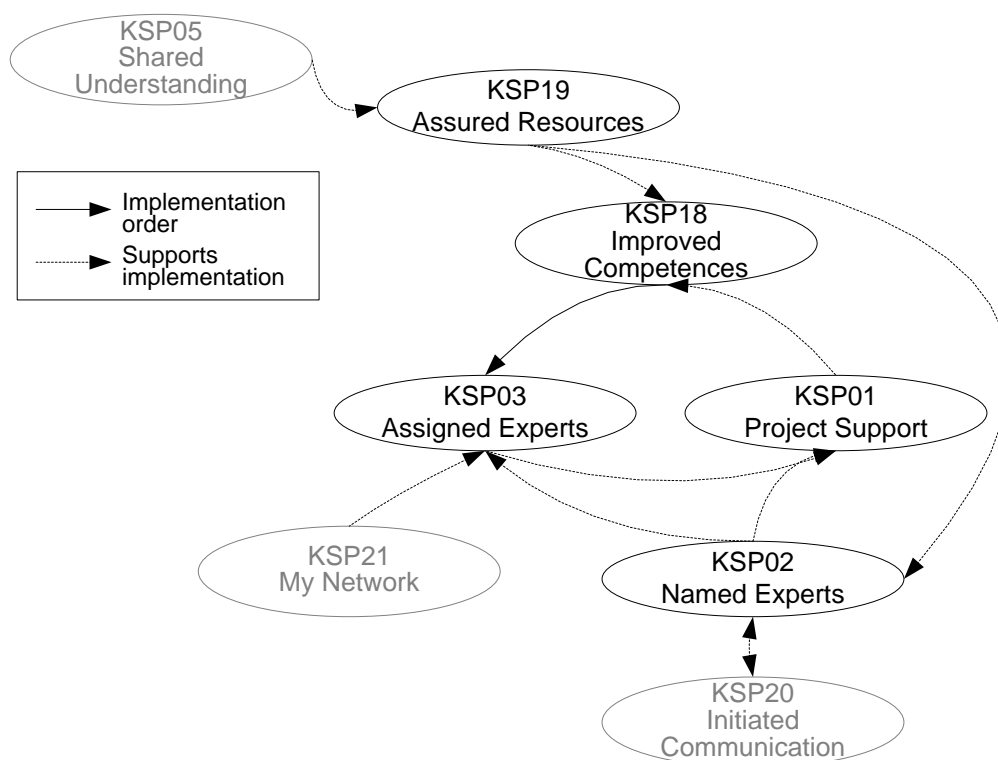 KSP05
Shared
Understanding
KSP19
Assured Resources
Implementation
order
Supports
implementation
KSP18
Improved
Competences
KSP03
Assigned Experts
KSP01
Project Support
KSP21
My Network
KSP02
Named Experts
KSP20
Initiated
Communication